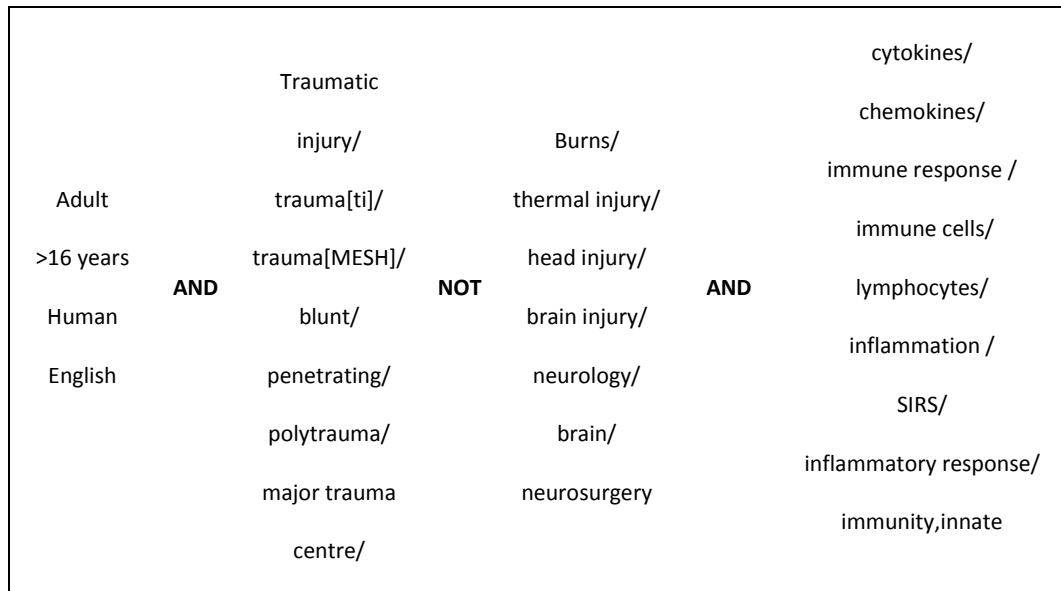 Adult
>16 years
Human
English
AND
Traumatic
injury/
trauma[ti]/
trauma[MESH]/
blunt/
penetrating/
polytrauma/
major trauma
centre/
NOT
Burns/
thermal injury/
head injury/
brain injury/
neurology/
brain/
neurosurgery
AND
cytokines/
chemokines/
immune response /
immune cells/
lymphocytes/
inflammation /
SIRS/
inflammatory response/
immunity,innate